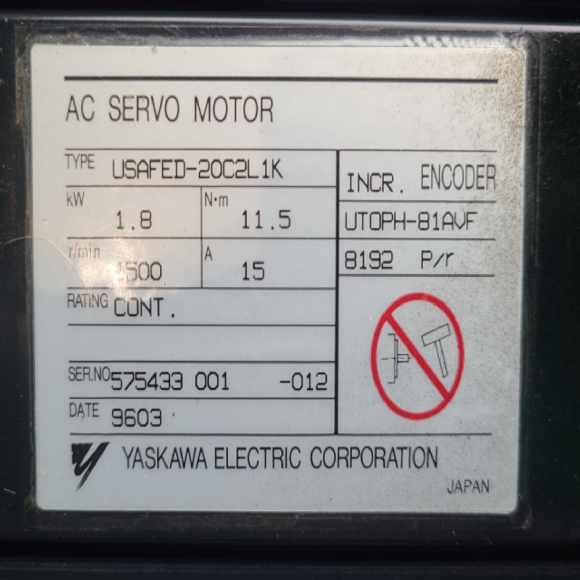 AC SERVO MOTOR
TYPE USAFED-20C2L1K
kW 1.8 N·m 11.5
r/min 1500 A 15
RATING CONT.
SER.NO 575433 001 -012
DATE 9603
INCR. ENCODER
UTOPH-81AVF
8192 P/r
YASKAWA ELECTRIC CORPORATION
JAPAN